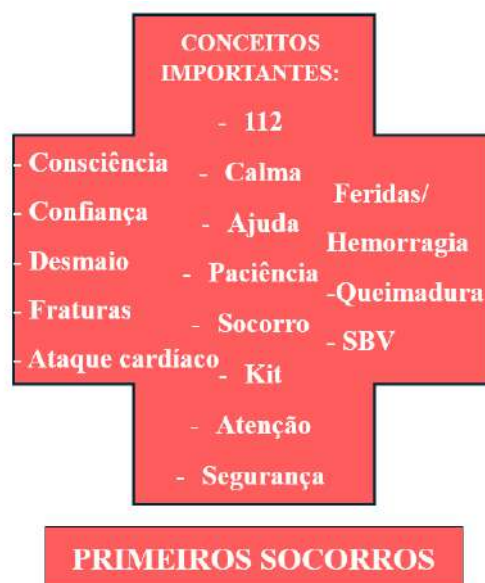 CONCEITOS
IMPORTANTES:
- 112
- Calma
- Ajuda
- Paciência
- Socorro
- Kit
- Atenção
- Segurança
- Consciência
- Confiança
- Desmaio
- Fraturas
- Ataque cardíaco
Feridas/
Hemorragia
-Queimadura
- SBV
PRIMEIROS SOCORROS